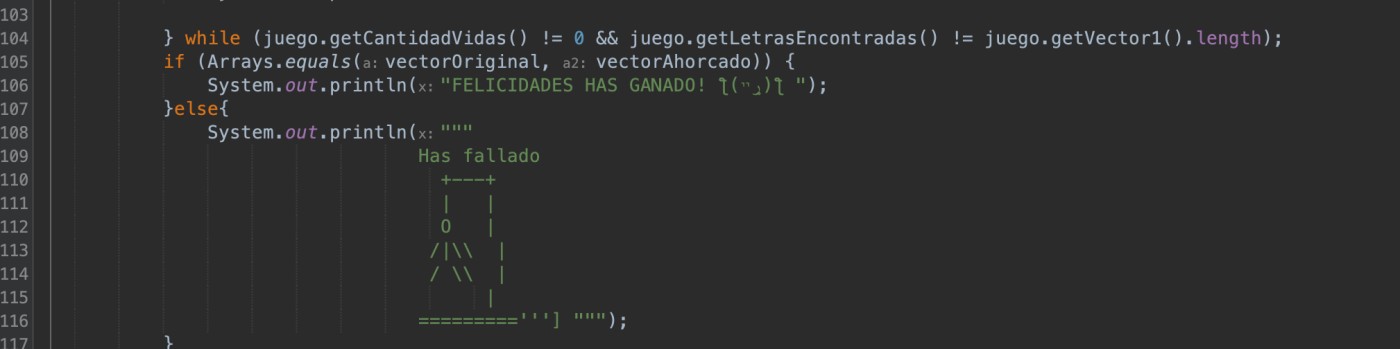 103
104 } while (juego.getCantidadVidas() != 0 && juego.getLetrasEncontradas() != juego.getVector1().length);
105 if (Arrays.equals( a: vectorOriginal, a2: vectorAhorcado)) {
106 System.out.println( x: "FELICIDADES HAS GANADO! ");
107 }else{
108 System.out.println( x: """
109 Has fallado
110   +---+
111   |   |
112   O   |
113  /|\\  |
114  / \\  |
115       |
116 ========='''] """);
117 }